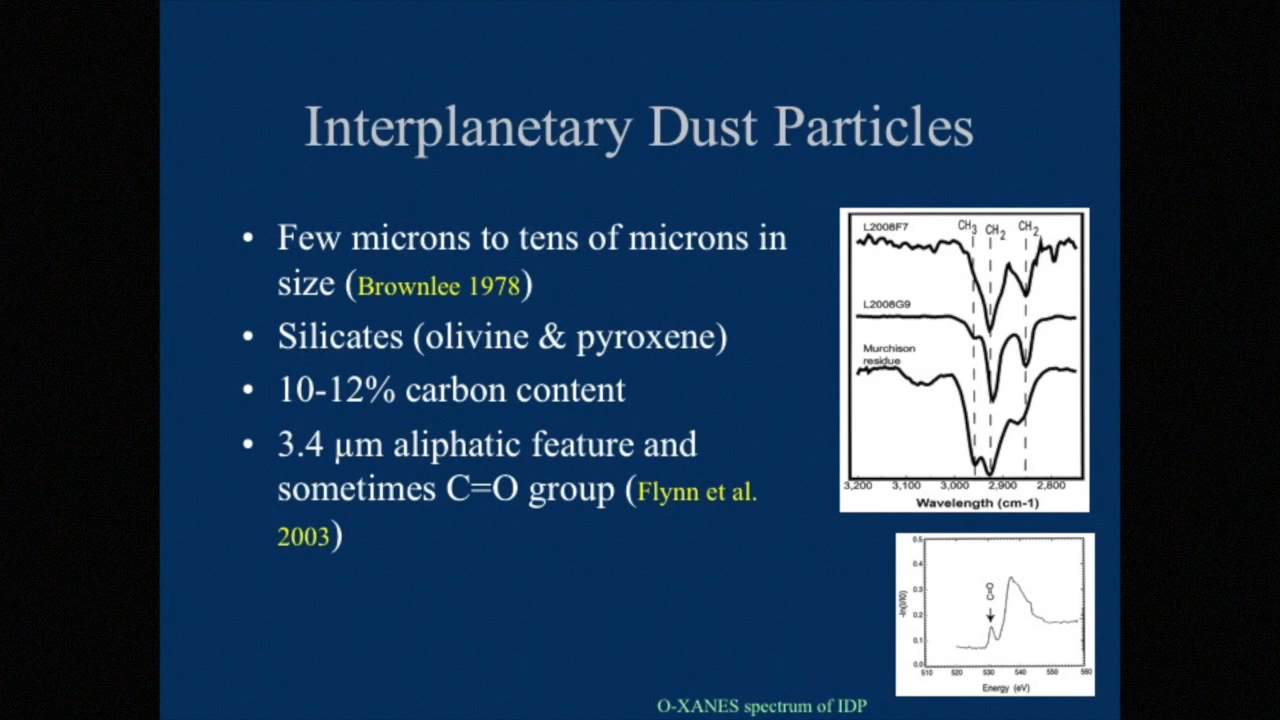 Interplanetary Dust Particles
• Few microns to tens of microns in
size (Brownlee 1978)
• Silicates (olivine & pyroxene)
• 10-12% carbon content
• 3.4 µm aliphatic feature and
sometimes C=O group (Flynn et al.
2003)
L2008F7 CH3 CH2 CH2
L2008G9
Murchison
residue
3,200 3,100 3,000 2,900 2,800
Wavelength (cm-1)
0.5
0.4
0.3
0.2
0.1
0.0
-ln(I/I0)
C=O
510 520 530 540 550 560
Energy (eV)
O-XANES spectrum of IDP